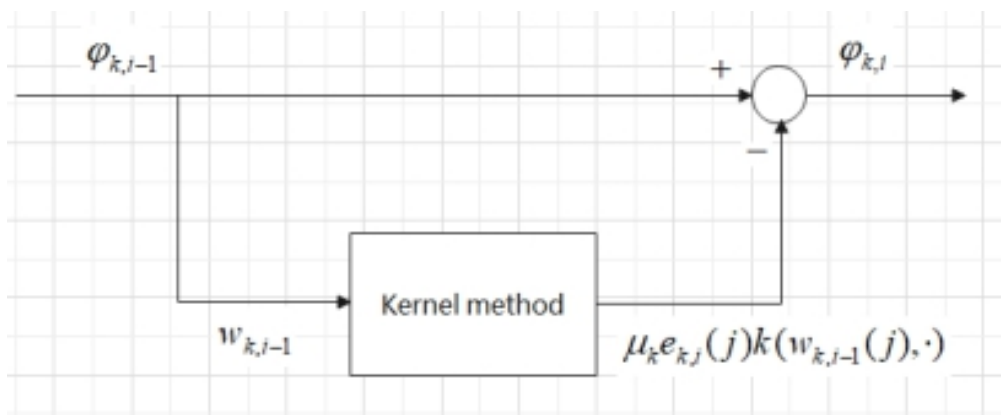 φ_{k,i-1}
+
φ_{k,i}
−
Kernel method
w_{k,i-1}
μ_k e_{k,i}(j)k(w_{k,i-1}(j),·)